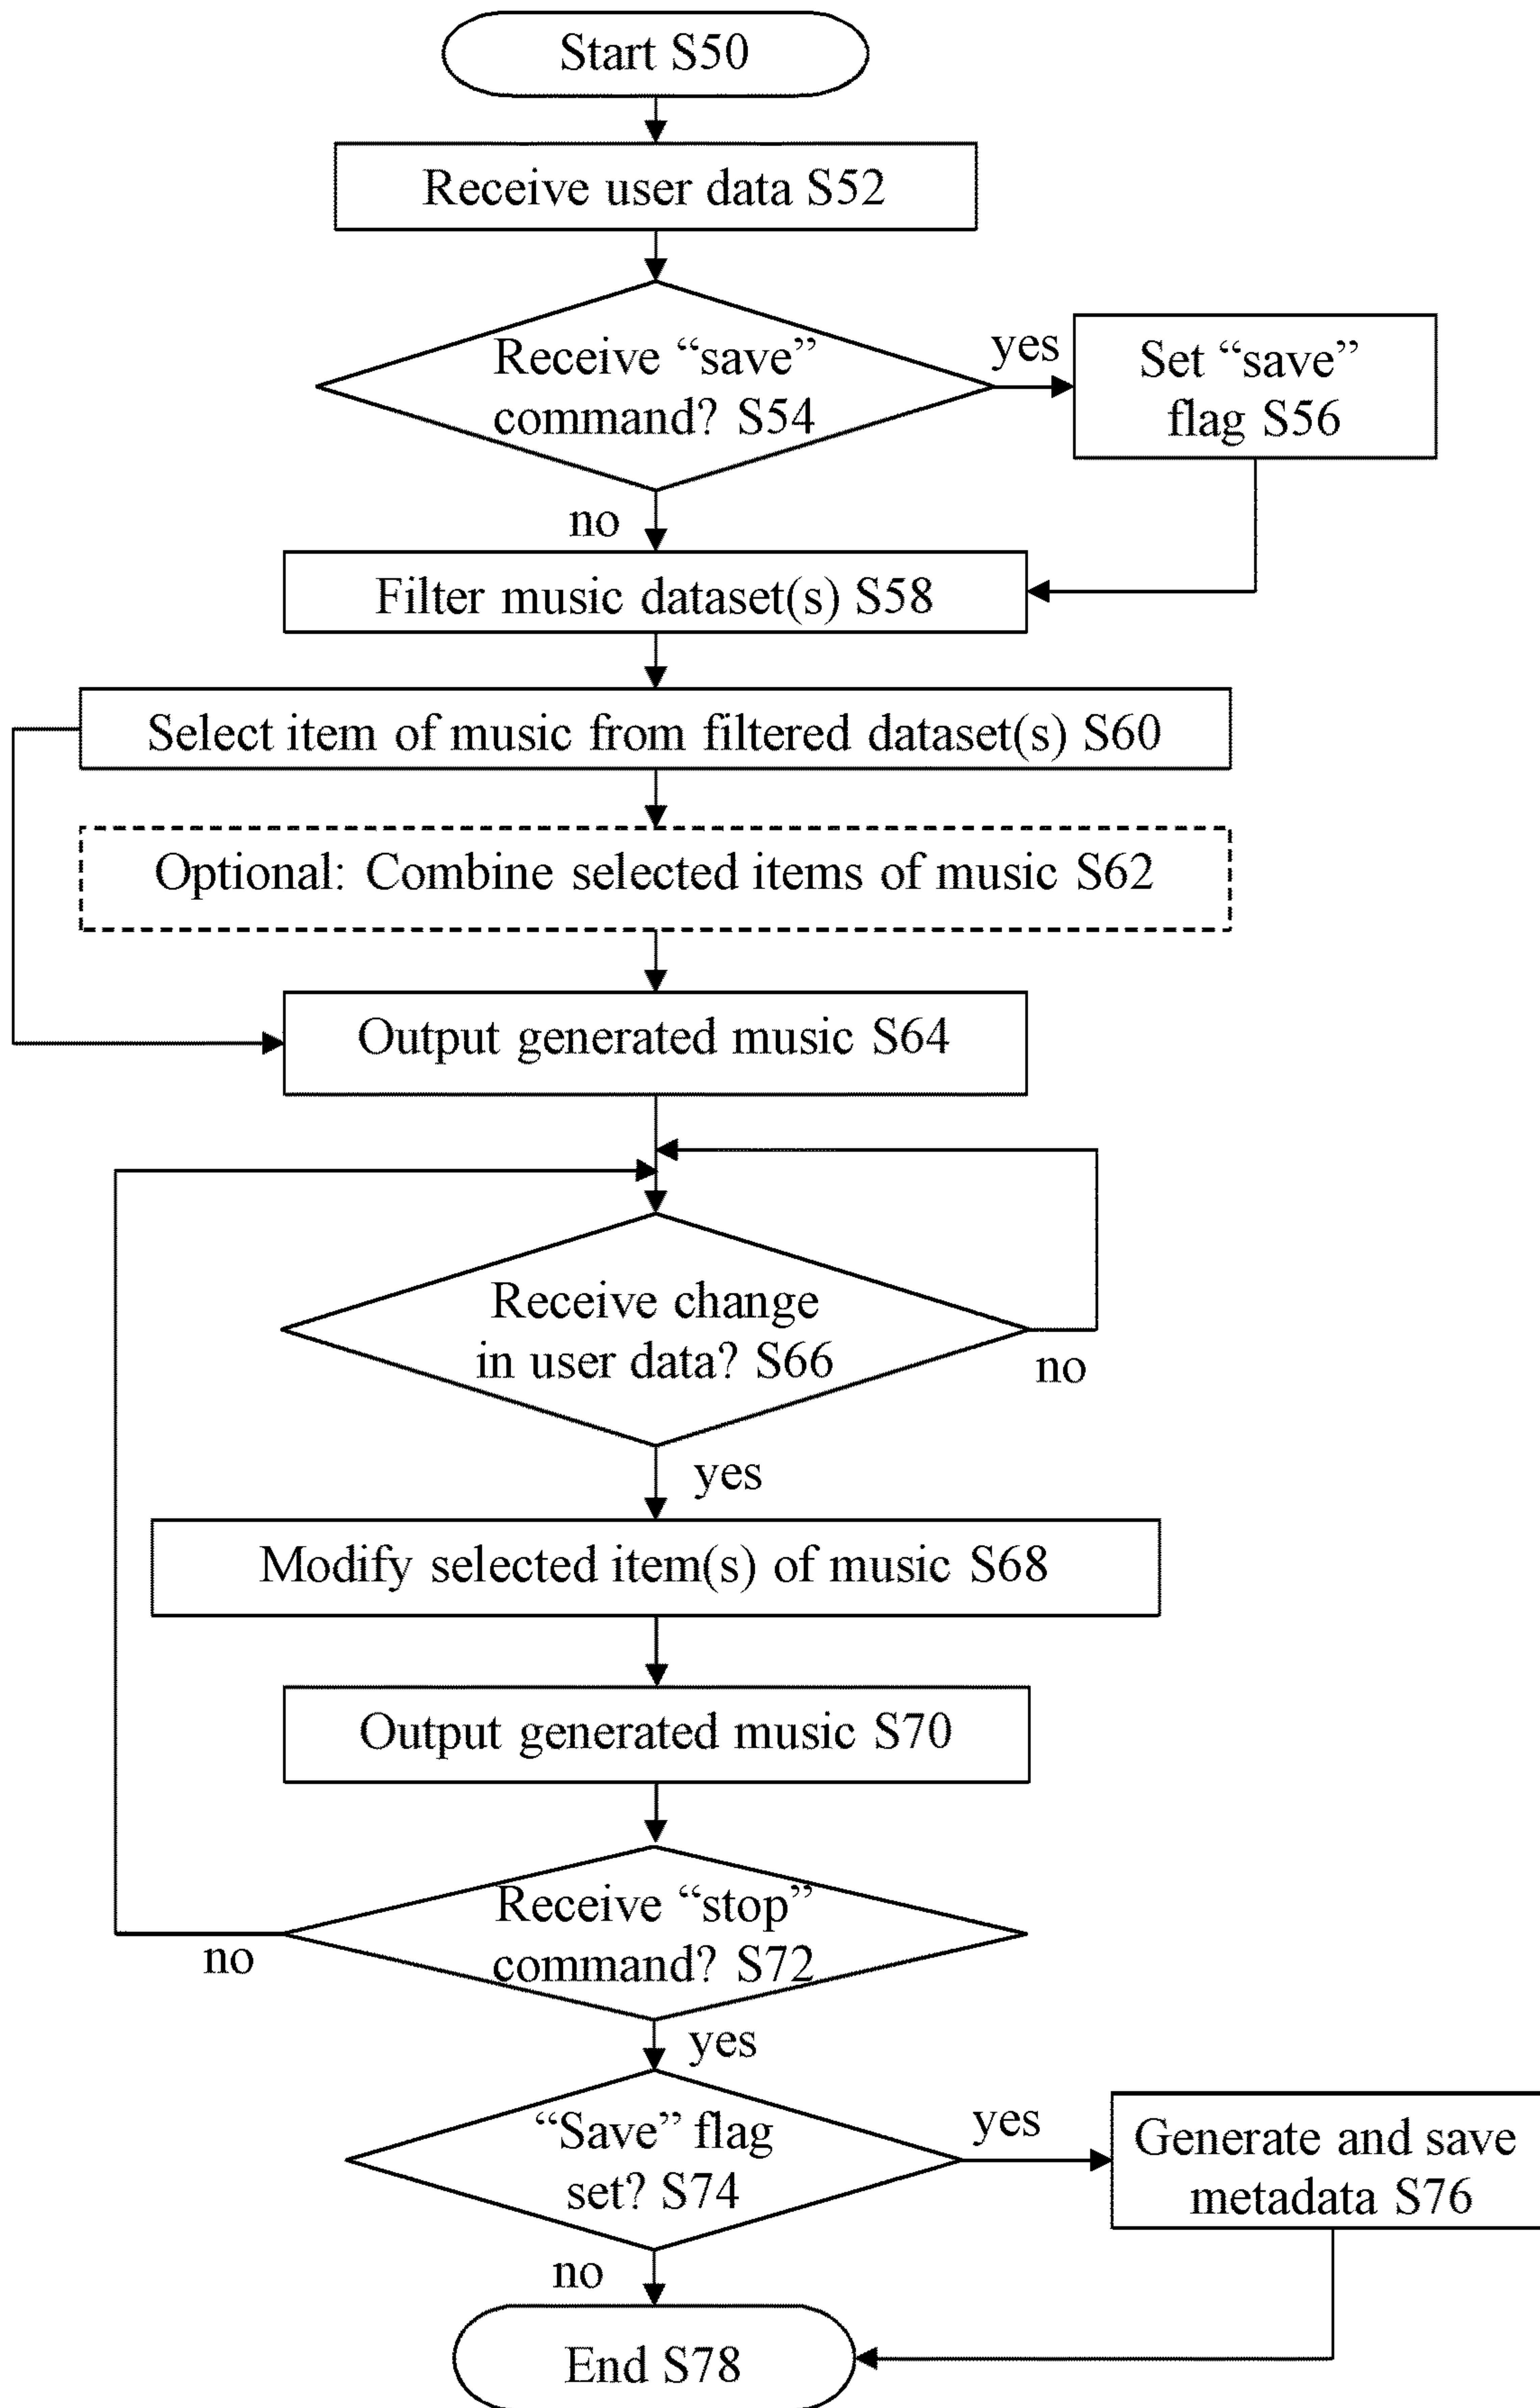 Start S50
Receive user data S52
Receive “save”
command? S54
yes
Set “save”
flag S56
no
Filter music dataset(s) S58
Select item of music from filtered dataset(s) S60
Optional: Combine selected items of music S62
Output generated music S64
Receive change
in user data? S66
no
yes
Modify selected item(s) of music S68
Output generated music S70
Receive “stop”
command? S72
no
yes
“Save” flag
set? S74
yes
Generate and save
metadata S76
no
End S78